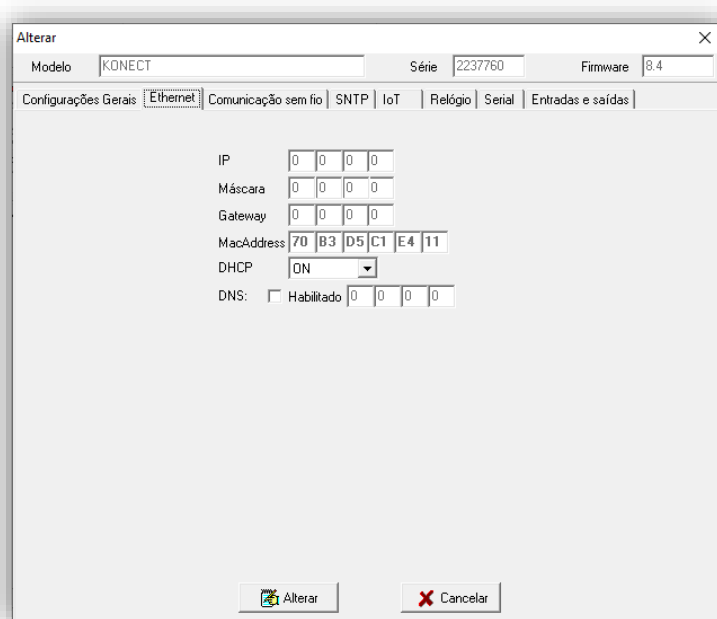 Alterar
Modelo KONECT Série 2237760 Firmware 8.4
Configurações Gerais Ethernet Comunicação sem fio SNTP IoT Relógio Serial Entradas e saídas
IP 0 0 0 0
Máscara 0 0 0 0
Gateway 0 0 0 0
MacAddress 70 B3 D5 C1 E4 11
DHCP ON
DNS: Habilitado 0 0 0 0
Alterar Cancelar